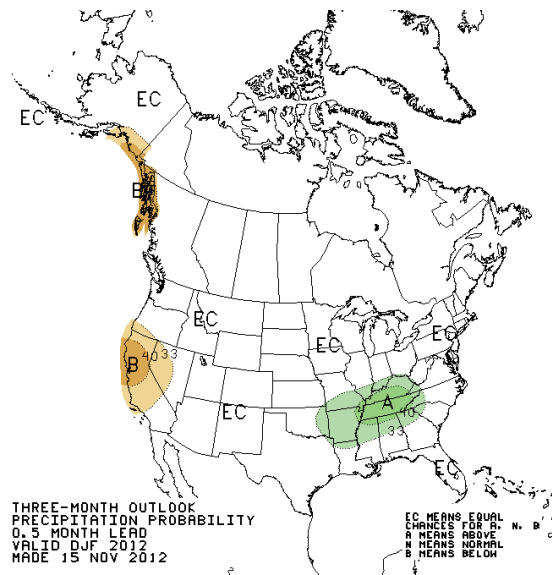 EC
EC
B
EC
EC
EC
40 33
B
EC
A
40
33
EC
THREE-MONTH OUTLOOK
PRECIPITATION PROBABILITY
0.5 MONTH LEAD
VALID DJF 2012
MADE 15 NOV 2012
EC MEANS EQUAL
CHANCES FOR A, N, B
A MEANS ABOVE
N MEANS NORMAL
B MEANS BELOW